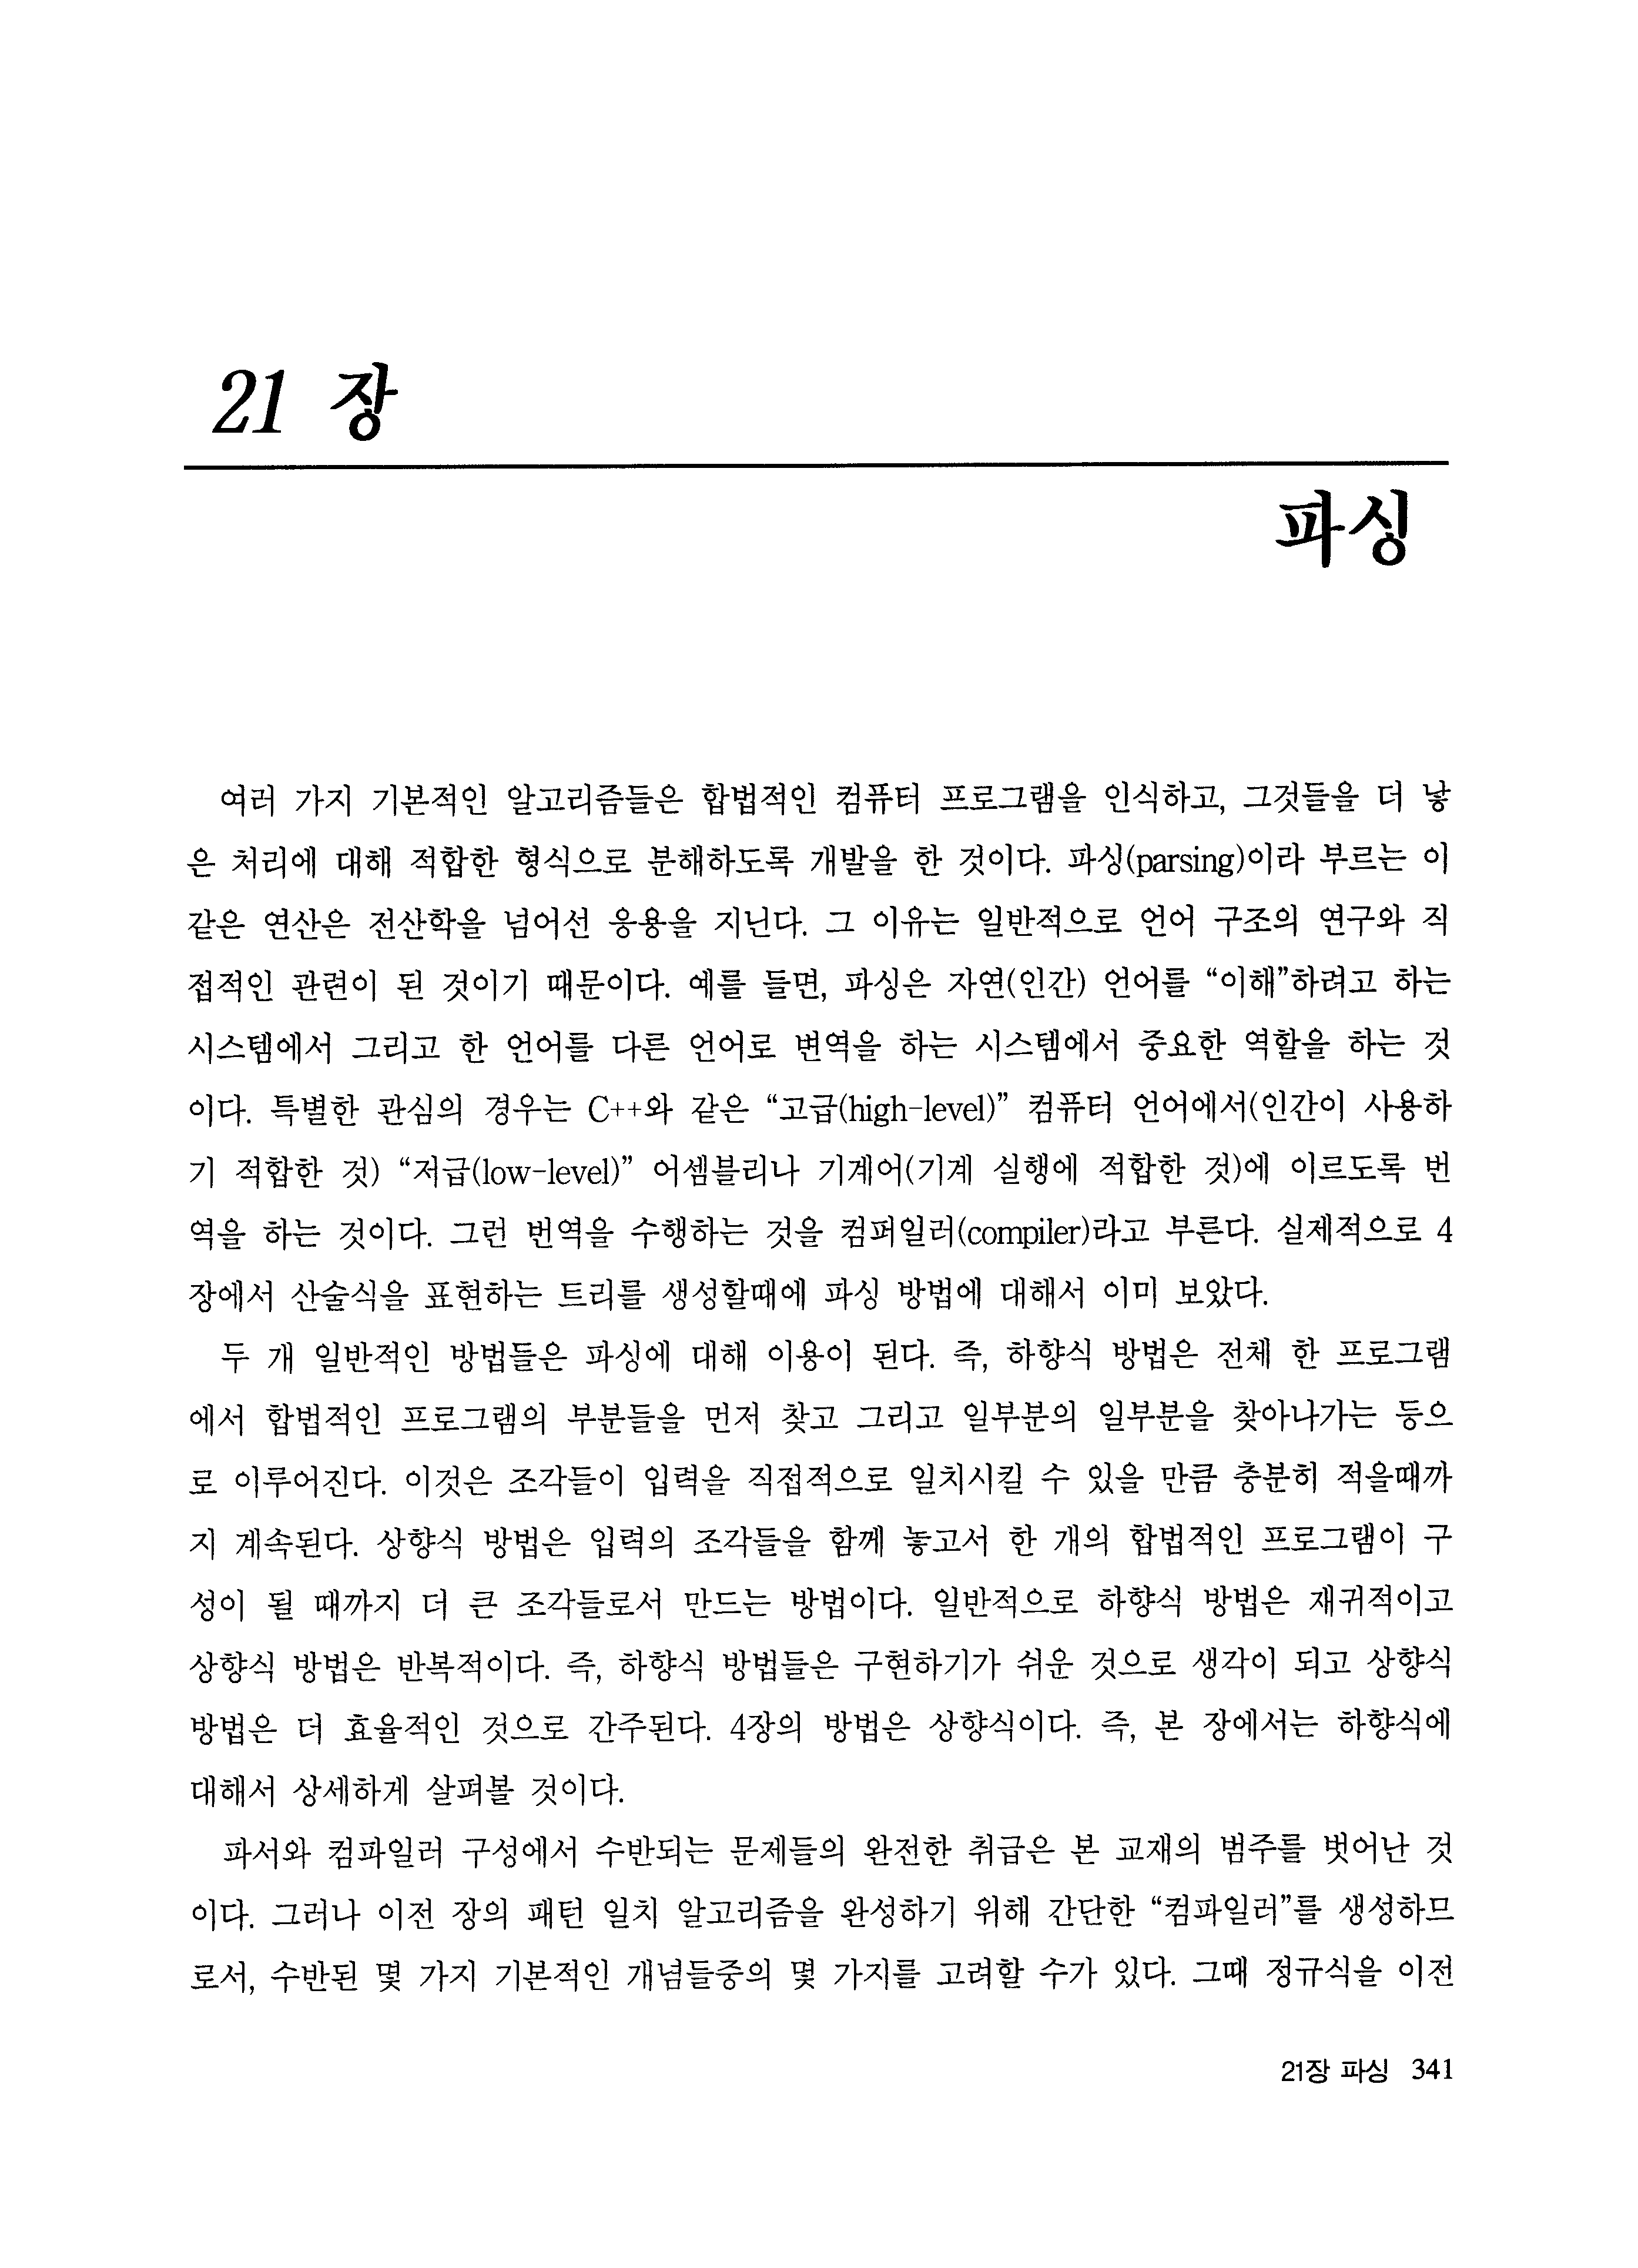 21 장
파싱
여러 가지 기본적인 알고리즘들은 합법적인 컴퓨터 프로그램을 인식하고, 그것들을 더 낳
은 처리에 대해 적합한 형식으로 분해하도록 개발을 한 것이다. 파싱(parsing)이라 부르는 이
같은 연산은 전산학을 넘어선 응용을 지닌다. 그 이유는 일반적으로 언어 구조의 연구와 직
접적인 관련이 된 것이기 때문이다. 예를 들면, 파싱은 자연(인간) 언어를 “이해”하려고 하는
시스템에서 그리고 한 언어를 다른 언어로 변역을 하는 시스템에서 중요한 역할을 하는 것
이다. 특별한 관심의 경우는 C++와 같은 “고급(high-level)” 컴퓨터 언어에서(인간이 사용하
기 적합한 것) “저급(low-level)” 어셈블리나 기계어(기계 실행에 적합한 것)에 이르도록 번
역을 하는 것이다. 그런 번역을 수행하는 것을 컴퍼일러(compiler)라고 부른다. 실제적으로 4
장에서 산술식을 표현하는 트리를 생성할때에 파싱 방법에 대해서 이미 보았다.
두 개 일반적인 방법들은 파싱에 대해 이용이 된다. 즉, 하향식 방법은 전체 한 프로그램
에서 합법적인 프로그램의 부분들을 먼저 찾고 그리고 일부분의 일부분을 찾아나가는 등으
로 이루어진다. 이것은 조각들이 입력을 직접적으로 일치시킬 수 있을 만큼 충분히 적을때까
지 계속된다. 상향식 방법은 입력의 조각들을 함께 놓고서 한 개의 합법적인 프로그램이 구
성이 될 때까지 더 큰 조각들로서 만드는 방법이다. 일반적으로 하향식 방법은 재귀적이고
상향식 방법은 반복적이다. 즉, 하향식 방법들은 구현하기가 쉬운 것으로 생각이 되고 상향식
방법은 더 효율적인 것으로 간주된다. 4장의 방법은 상향식이다. 즉, 본 장에서는 하향식에
대해서 상세하게 살펴볼 것이다.
파서와 컴파일러 구성에서 수반되는 문제들의 완전한 취급은 본 교재의 범주를 벗어난 것
이다. 그러나 이전 장의 패턴 일치 알고리즘을 완성하기 위해 간단한 “컴파일러”를 생성하므
로서, 수반된 몇 가지 기본적인 개념들중의 몇 가지를 고려할 수가 있다. 그때 정규식을 이전
21장 파싱 341